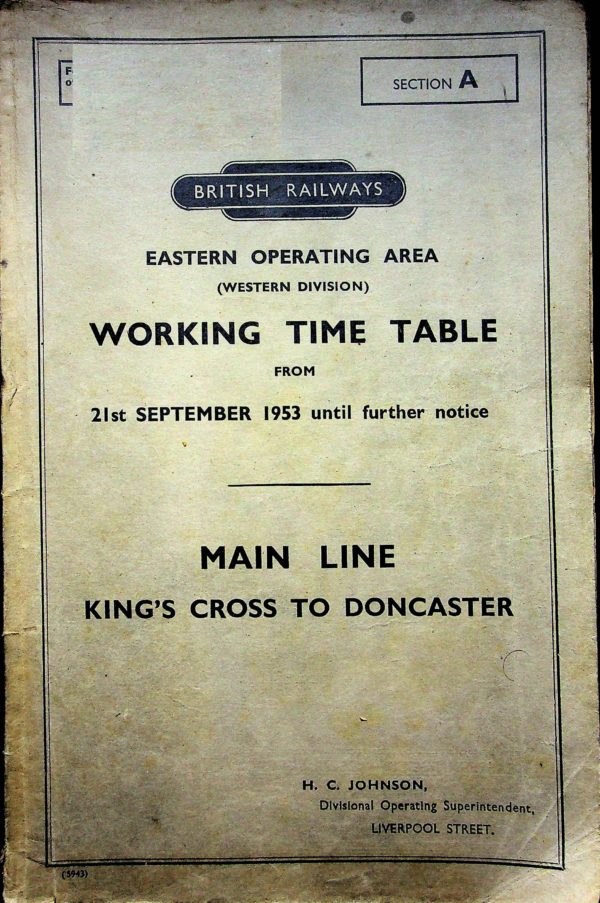 SECTION A
BRITISH RAILWAYS
EASTERN OPERATING AREA
(WESTERN DIVISION)
WORKING TIME TABLE
FROM
21st SEPTEMBER 1953 until further notice
MAIN LINE
KING'S CROSS TO DONCASTER
H. C. JOHNSON,
Divisional Operating Superintendent,
LIVERPOOL STREET.
(5943)